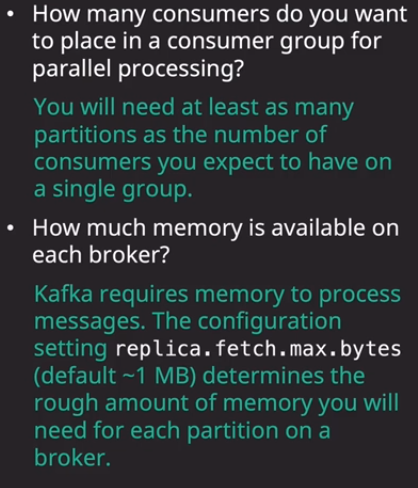 • How many consumers do you want
to place in a consumer group for
parallel processing?
You will need at least as many
partitions as the number of
consumers you expect to have on
a single group.
• How much memory is available on
each broker?
Kafka requires memory to process
messages. The configuration
setting replica.fetch.max.bytes
(default ~1 MB) determines the
rough amount of memory you will
need for each partition on a
broker.